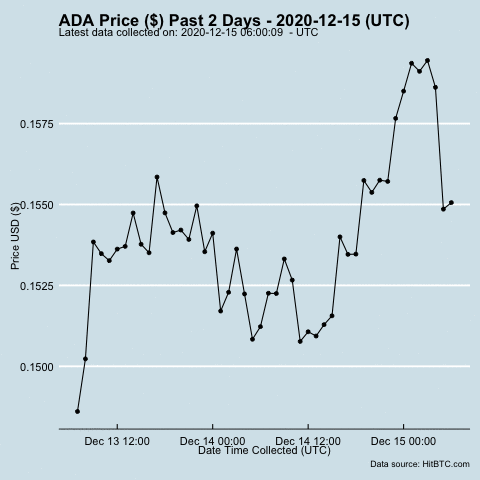 ADA Price ($) Past 2 Days - 2020-12-15 (UTC)
Latest data collected on: 2020-12-15 06:00:09 - UTC
Price USD ($)
0.1575
0.1550
0.1525
0.1500
Dec 13 12:00 Dec 14 00:00 Dec 14 12:00 Dec 15 00:00
Date Time Collected (UTC)
Data source: HitBTC.com